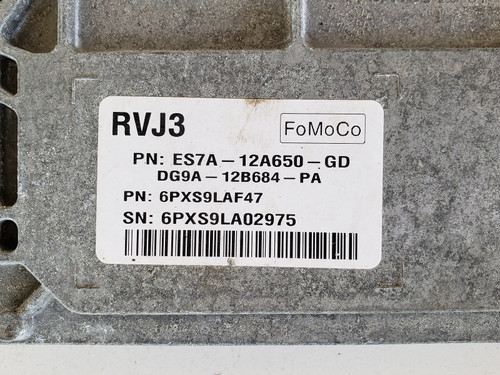 RVJ3 FoMoCo
PN: ES7A-12A650-GD
DG9A-12B684-PA
PN: 6PXS9LAF47
SN: 6PXS9LA02975